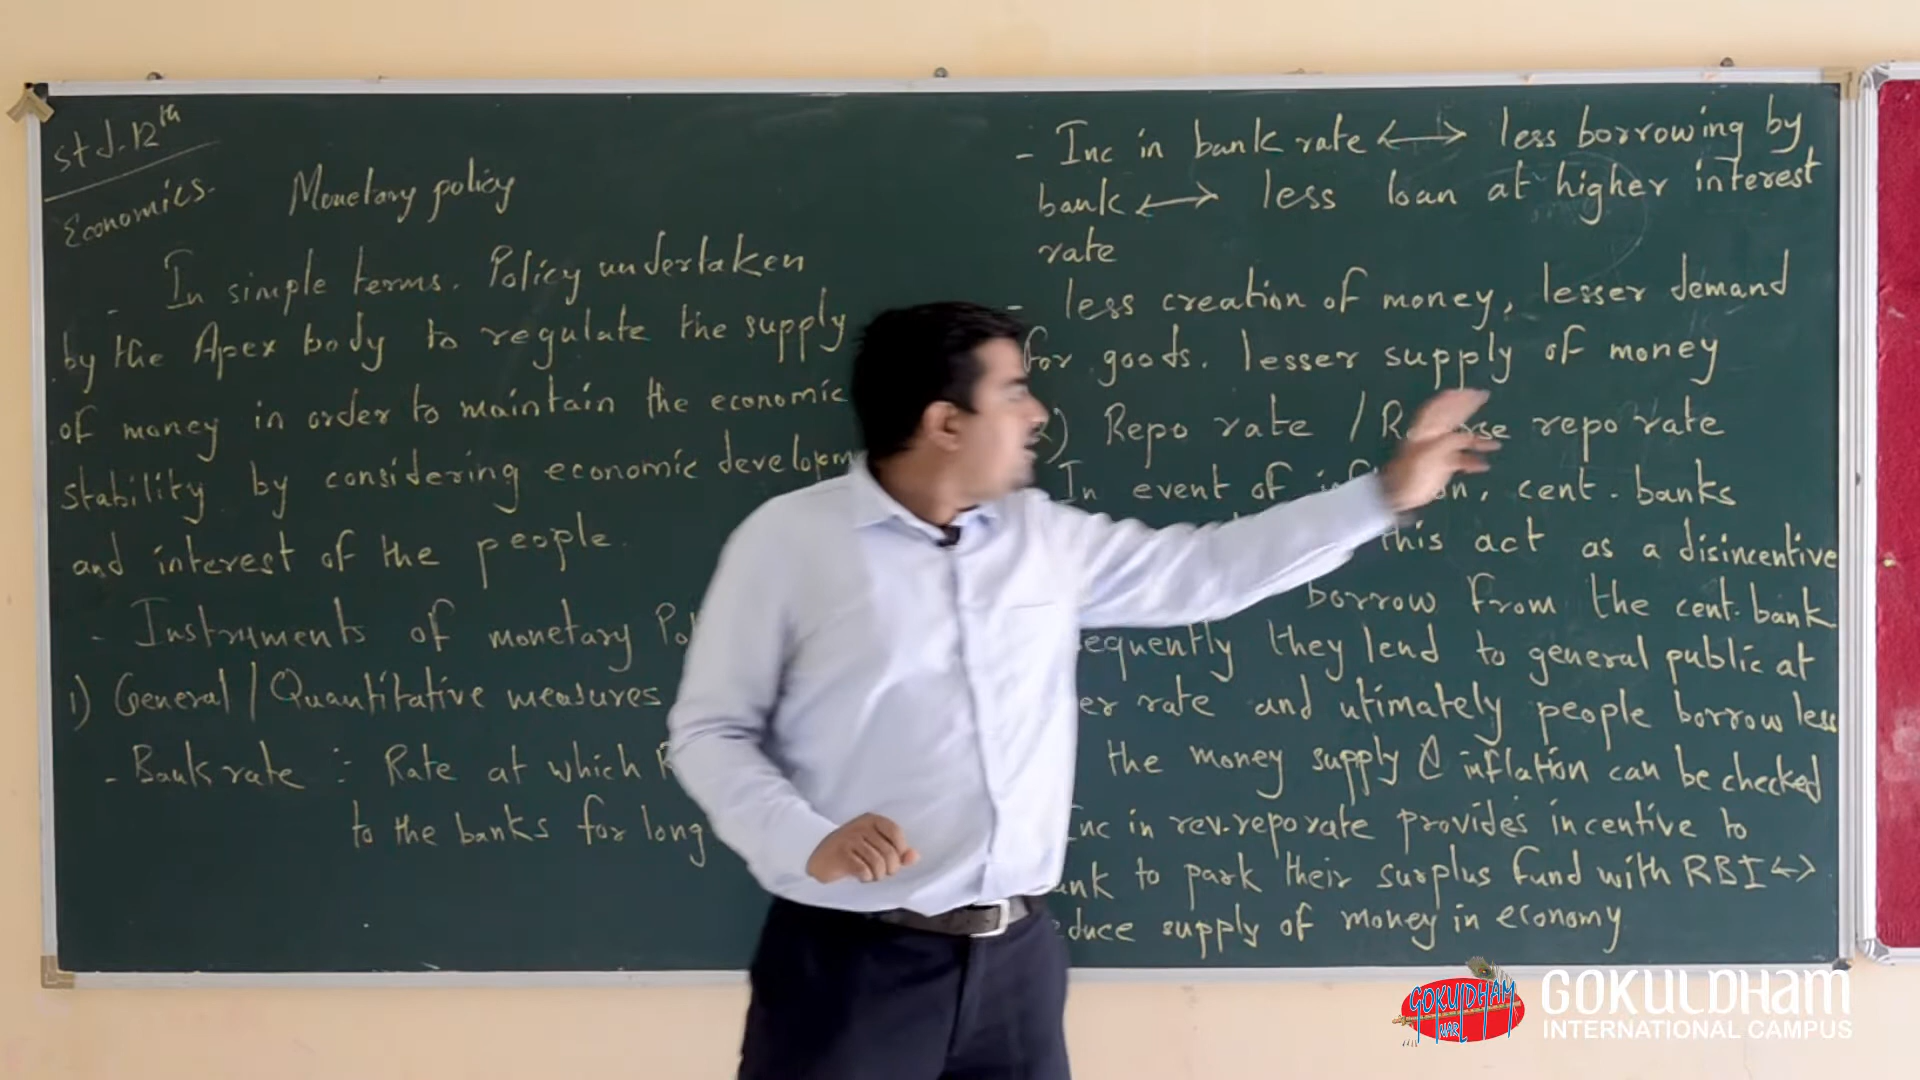 Std.12th
Economics.
Monetary policy
- In simple terms. Policy undertaken
by the Apex body to regulate the supply
of money in order to maintain the economic
stability by considering economic
and interest of the people.
- Instruments of monetary
1) General / Quantitative measures
- Bank rate :- Rate at which
to the banks for long
- Inc in bank rate ⟷ less borrowing by
bank ⟷ less loan at higher interest
rate
- less creation of money, lesser demand
for goods. lesser supply of money
) Repo rate / repo rate
In event of cent. banks
this act as a disincentive
borrow from the cent. bank
they lend to general public at
rate and utimately people borrow less
the money supply & inflation can be checked
Inc in rev.repo rate provides incentive to
to park their surplus fund with RBI ↔
supply of money in economy
GOKULDHAM
NAR
GOKULDHAM
INTERNATIONAL CAMPUS